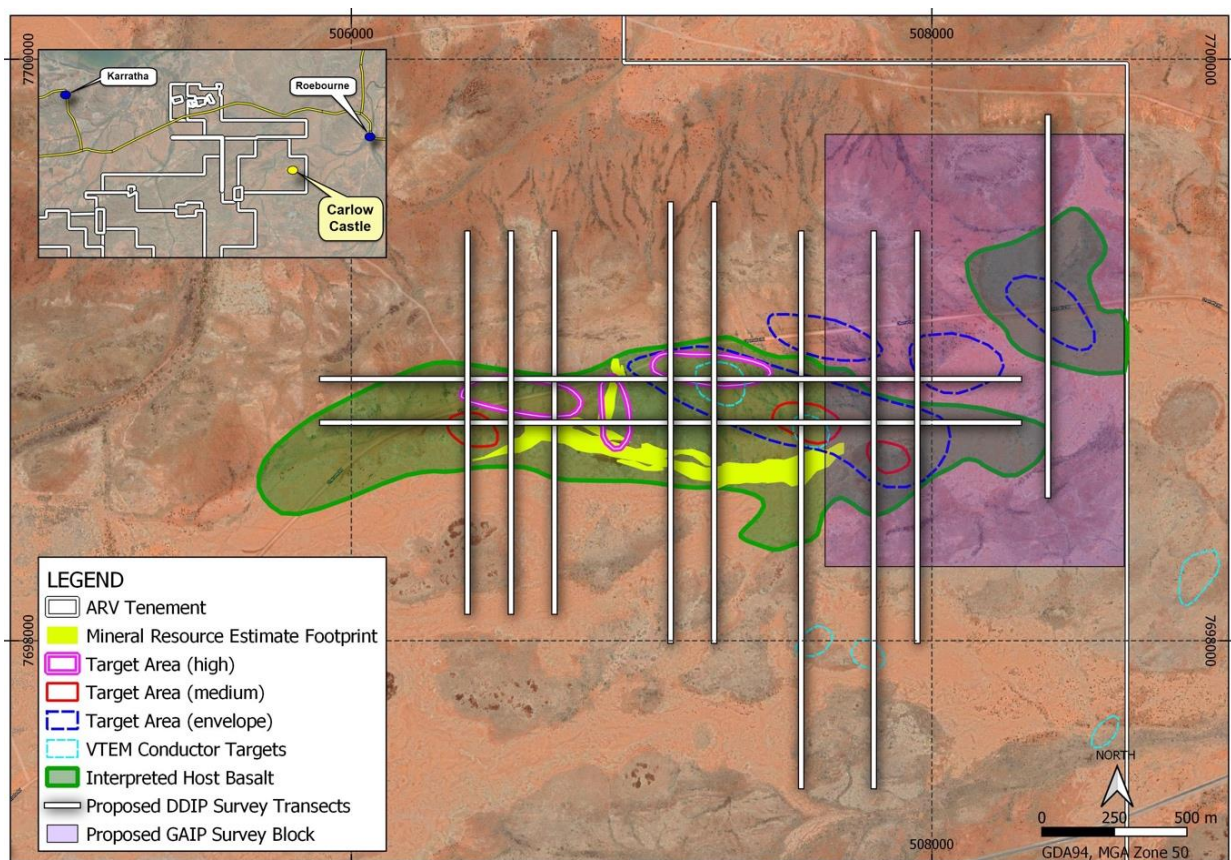 506000
508000
7700000
7700000
Karratha
Roebourne
Carlow
Castle
LEGEND
ARV Tenement
Mineral Resource Estimate Footprint
Target Area (high)
Target Area (medium)
Target Area (envelope)
VTEM Conductor Targets
Interpreted Host Basalt
Proposed DDIP Survey Transects
Proposed GAIP Survey Block
7698000
NORTH
0 250 500 m
508000
GDA94, MGA Zone 50